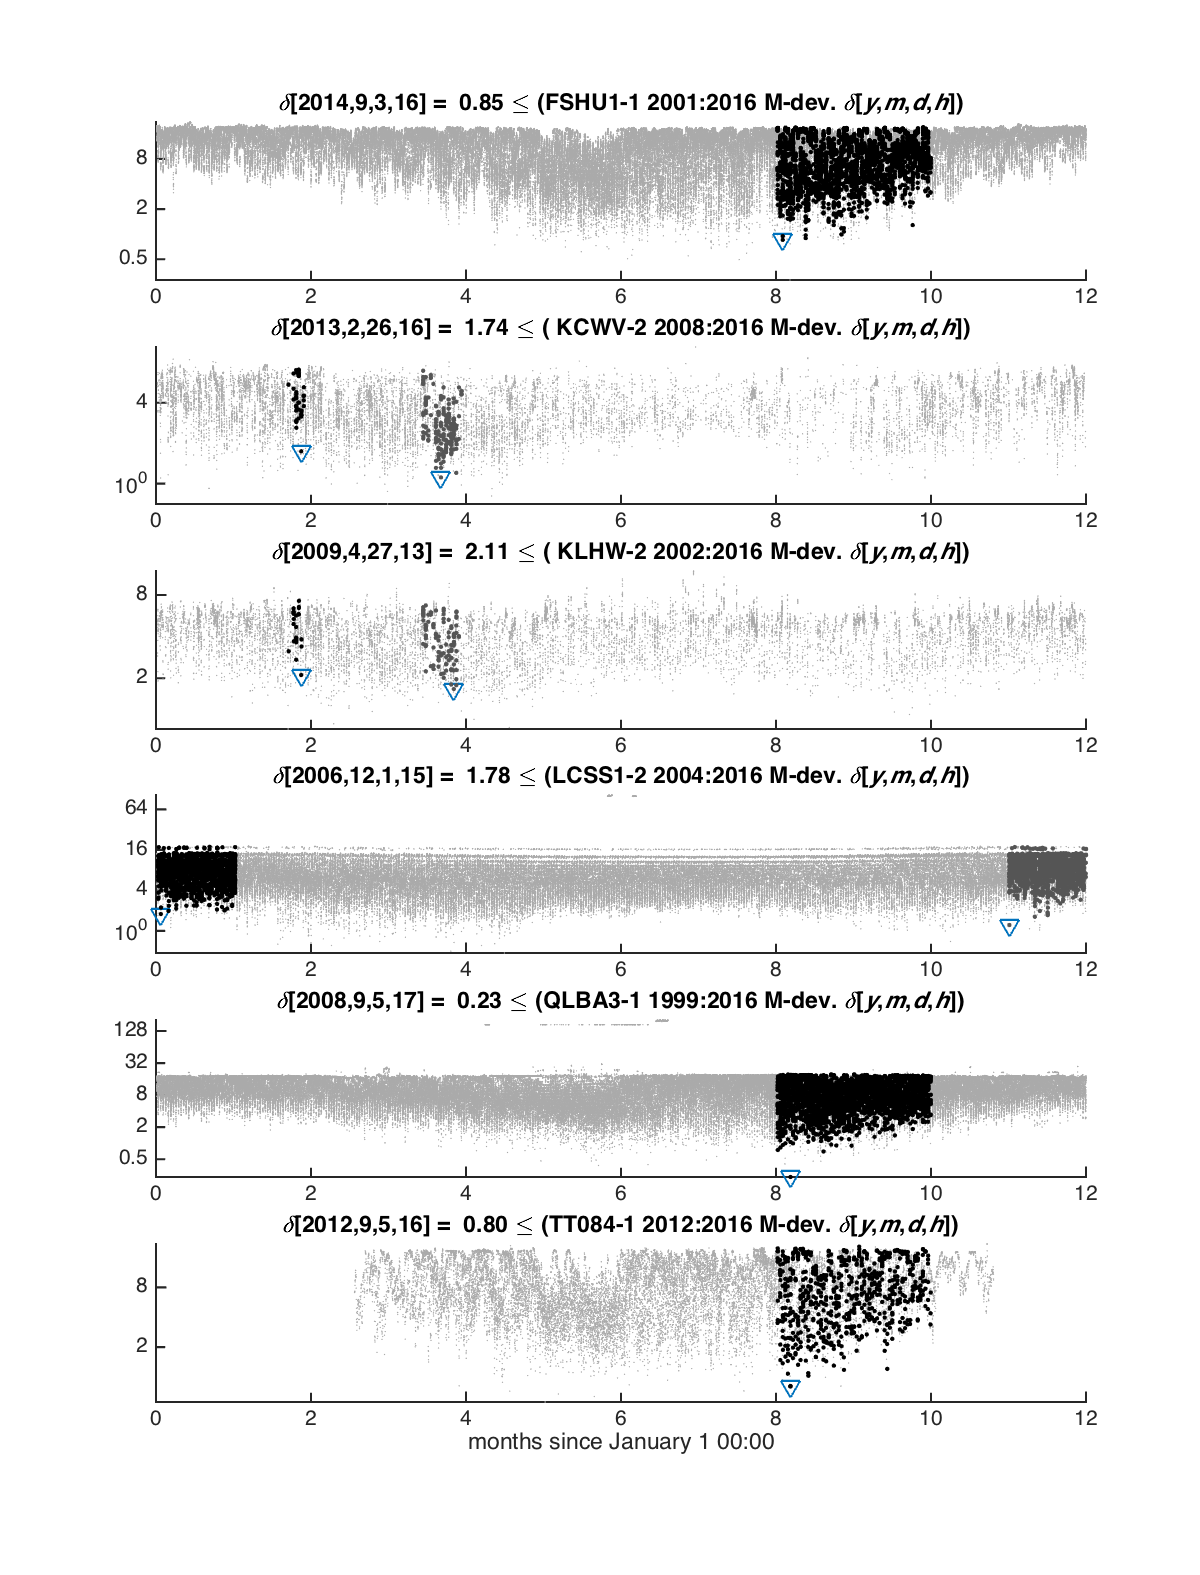 δ[2014,9,3,16] = 0.85 ≤ (FSHU1-1 2001:2016 M-dev. δ[y,m,d,h])
8
2
0.5
0 2 4 6 8 10 12
δ[2013,2,26,16] = 1.74 ≤ ( KCWV-2 2008:2016 M-dev. δ[y,m,d,h])
4
10⁰
0 2 4 6 8 10 12
δ[2009,4,27,13] = 2.11 ≤ ( KLHW-2 2002:2016 M-dev. δ[y,m,d,h])
8
2
0 2 4 6 8 10 12
δ[2006,12,1,15] = 1.78 ≤ (LCSS1-2 2004:2016 M-dev. δ[y,m,d,h])
64
16
4
10⁰
0 2 4 6 8 10 12
δ[2008,9,5,17] = 0.23 ≤ (QLBA3-1 1999:2016 M-dev. δ[y,m,d,h])
128
32
8
2
0.5
0 2 4 6 8 10 12
δ[2012,9,5,16] = 0.80 ≤ (TT084-1 2012:2016 M-dev. δ[y,m,d,h])
8
2
0 2 4 6 8 10 12
months since January 1 00:00